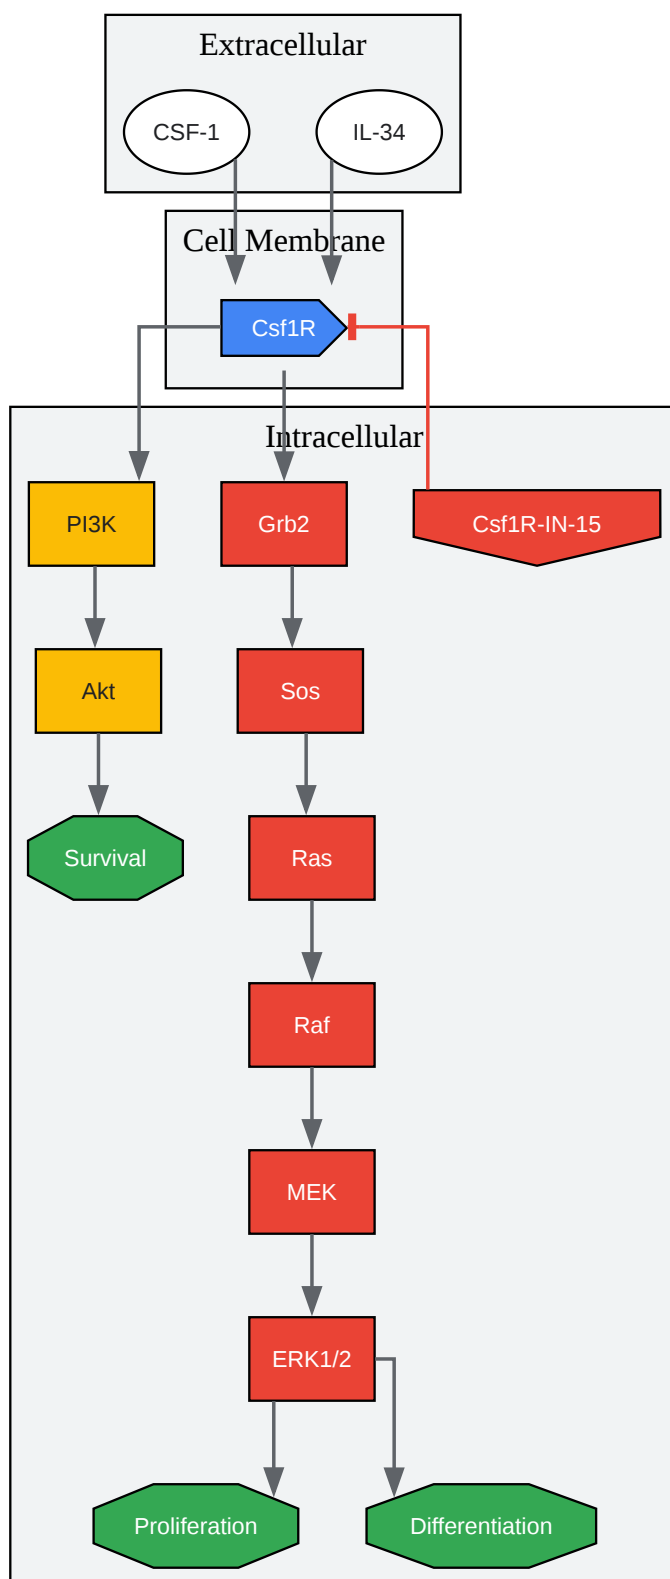 Extracellular
CSF-1
IL-34
Cell Membrane
Csf1R
Intracellular
PI3K
Grb2
Csf1R-IN-15
Akt
Sos
Survival
Ras
Raf
MEK
ERK1/2
Proliferation
Differentiation